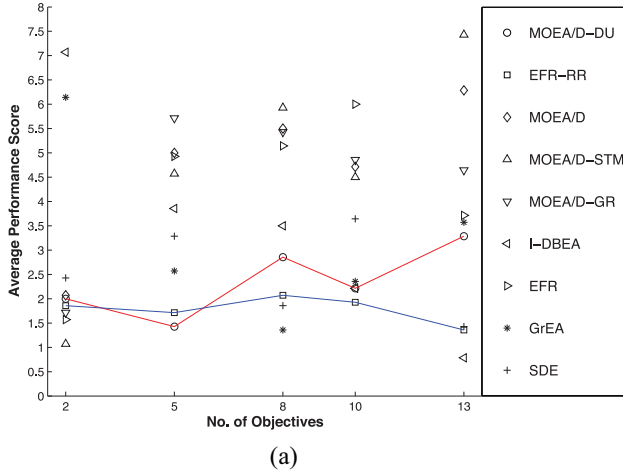 8
7.5
7
6.5
6
5.5
5
4.5
4
3.5
3
2.5
2
1.5
1
0.5
0
Average Performance Score
2 5 8 10 13
No. of Objectives
MOEA/D-DU
EFR-RR
MOEA/D
MOEA/D-STM
MOEA/D-GR
I-DBEA
EFR
GrEA
SDE
(a)